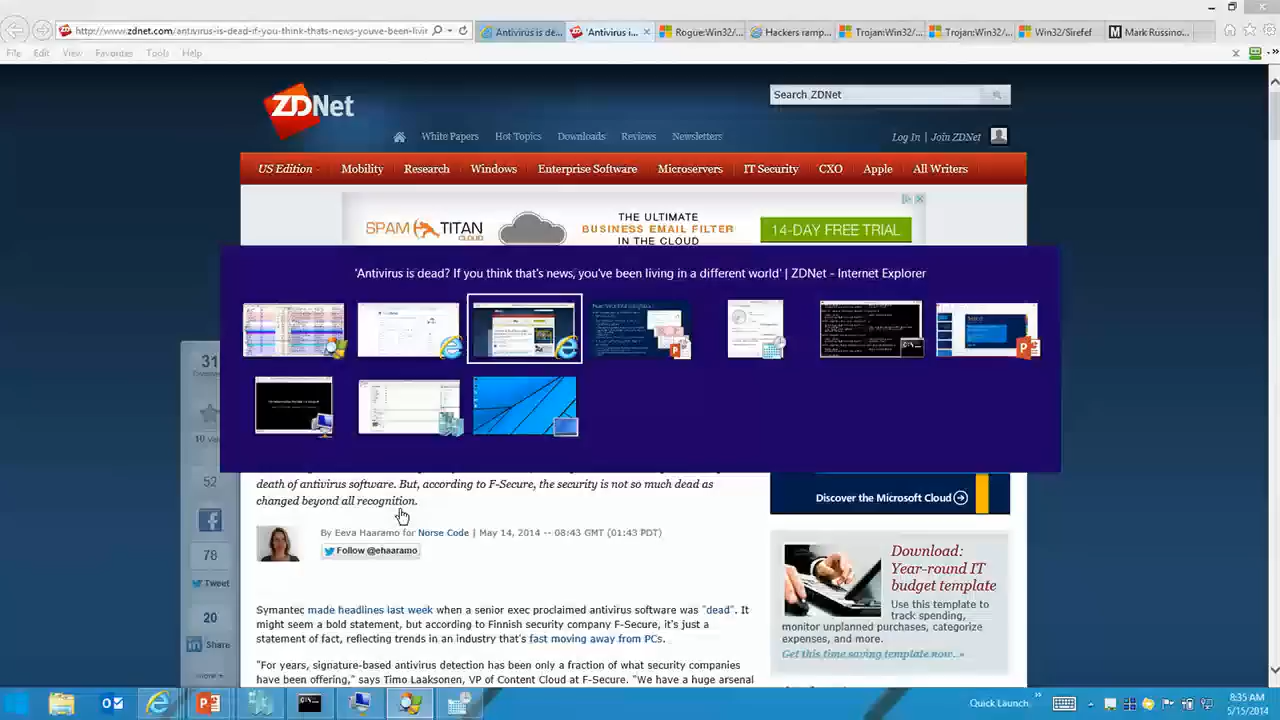 http://www.zdnet.com/antivirus-is-dead-if-you-think-thats-news-youve-been-livir
Antivirus is de...
'Antivirus i...
Rogue:Win32/...
Hackers ramp...
Trojan:Win32/...
Trojan:Win32/...
Win32/Sirefef
Mark Russino...
File Edit View Favorites Tools Help
ZDNet
Search ZDNet
White Papers Hot Topics Downloads Reviews Newsletters
Log In | Join ZDNet
US Edition Mobility Research Windows Enterprise Software Microservers IT Security CXO Apple All Writers
SPAM TITAN
CLOUD
THE ULTIMATE
BUSINESS EMAIL FILTER
IN THE CLOUD
14-DAY FREE TRIAL
'Antivirus is dead? If you think that's news, you've been living in a different world' | ZDNet - Internet Explorer
31
10
52
78
Tweet
20
Share
more +
death of antivirus software. But, according to F-Secure, the security is not so much dead as
changed beyond all recognition.
By Eeva Haaramo for Norse Code | May 14, 2014 -- 08:43 GMT (01:43 PDT)
Follow @ehaaramo
Symantec made headlines last week when a senior exec proclaimed antivirus software was "dead". It
might seem a bold statement, but according to Finnish security company F-Secure, it's just a
statement of fact, reflecting trends in an industry that's fast moving away from PCs.
"For years, signature-based antivirus detection has been only a fraction of what security companies
have been offering," says Timo Laaksonen, VP of Content Cloud at F-Secure. "We have a huge arsenal
Discover the Microsoft Cloud
Download:
Year-round IT
budget template
Use this template to
track spending,
monitor unplanned purchases, categorize
expenses, and more.
Get this time saving template now. »
Quick Launch
8:35 AM
5/15/2014